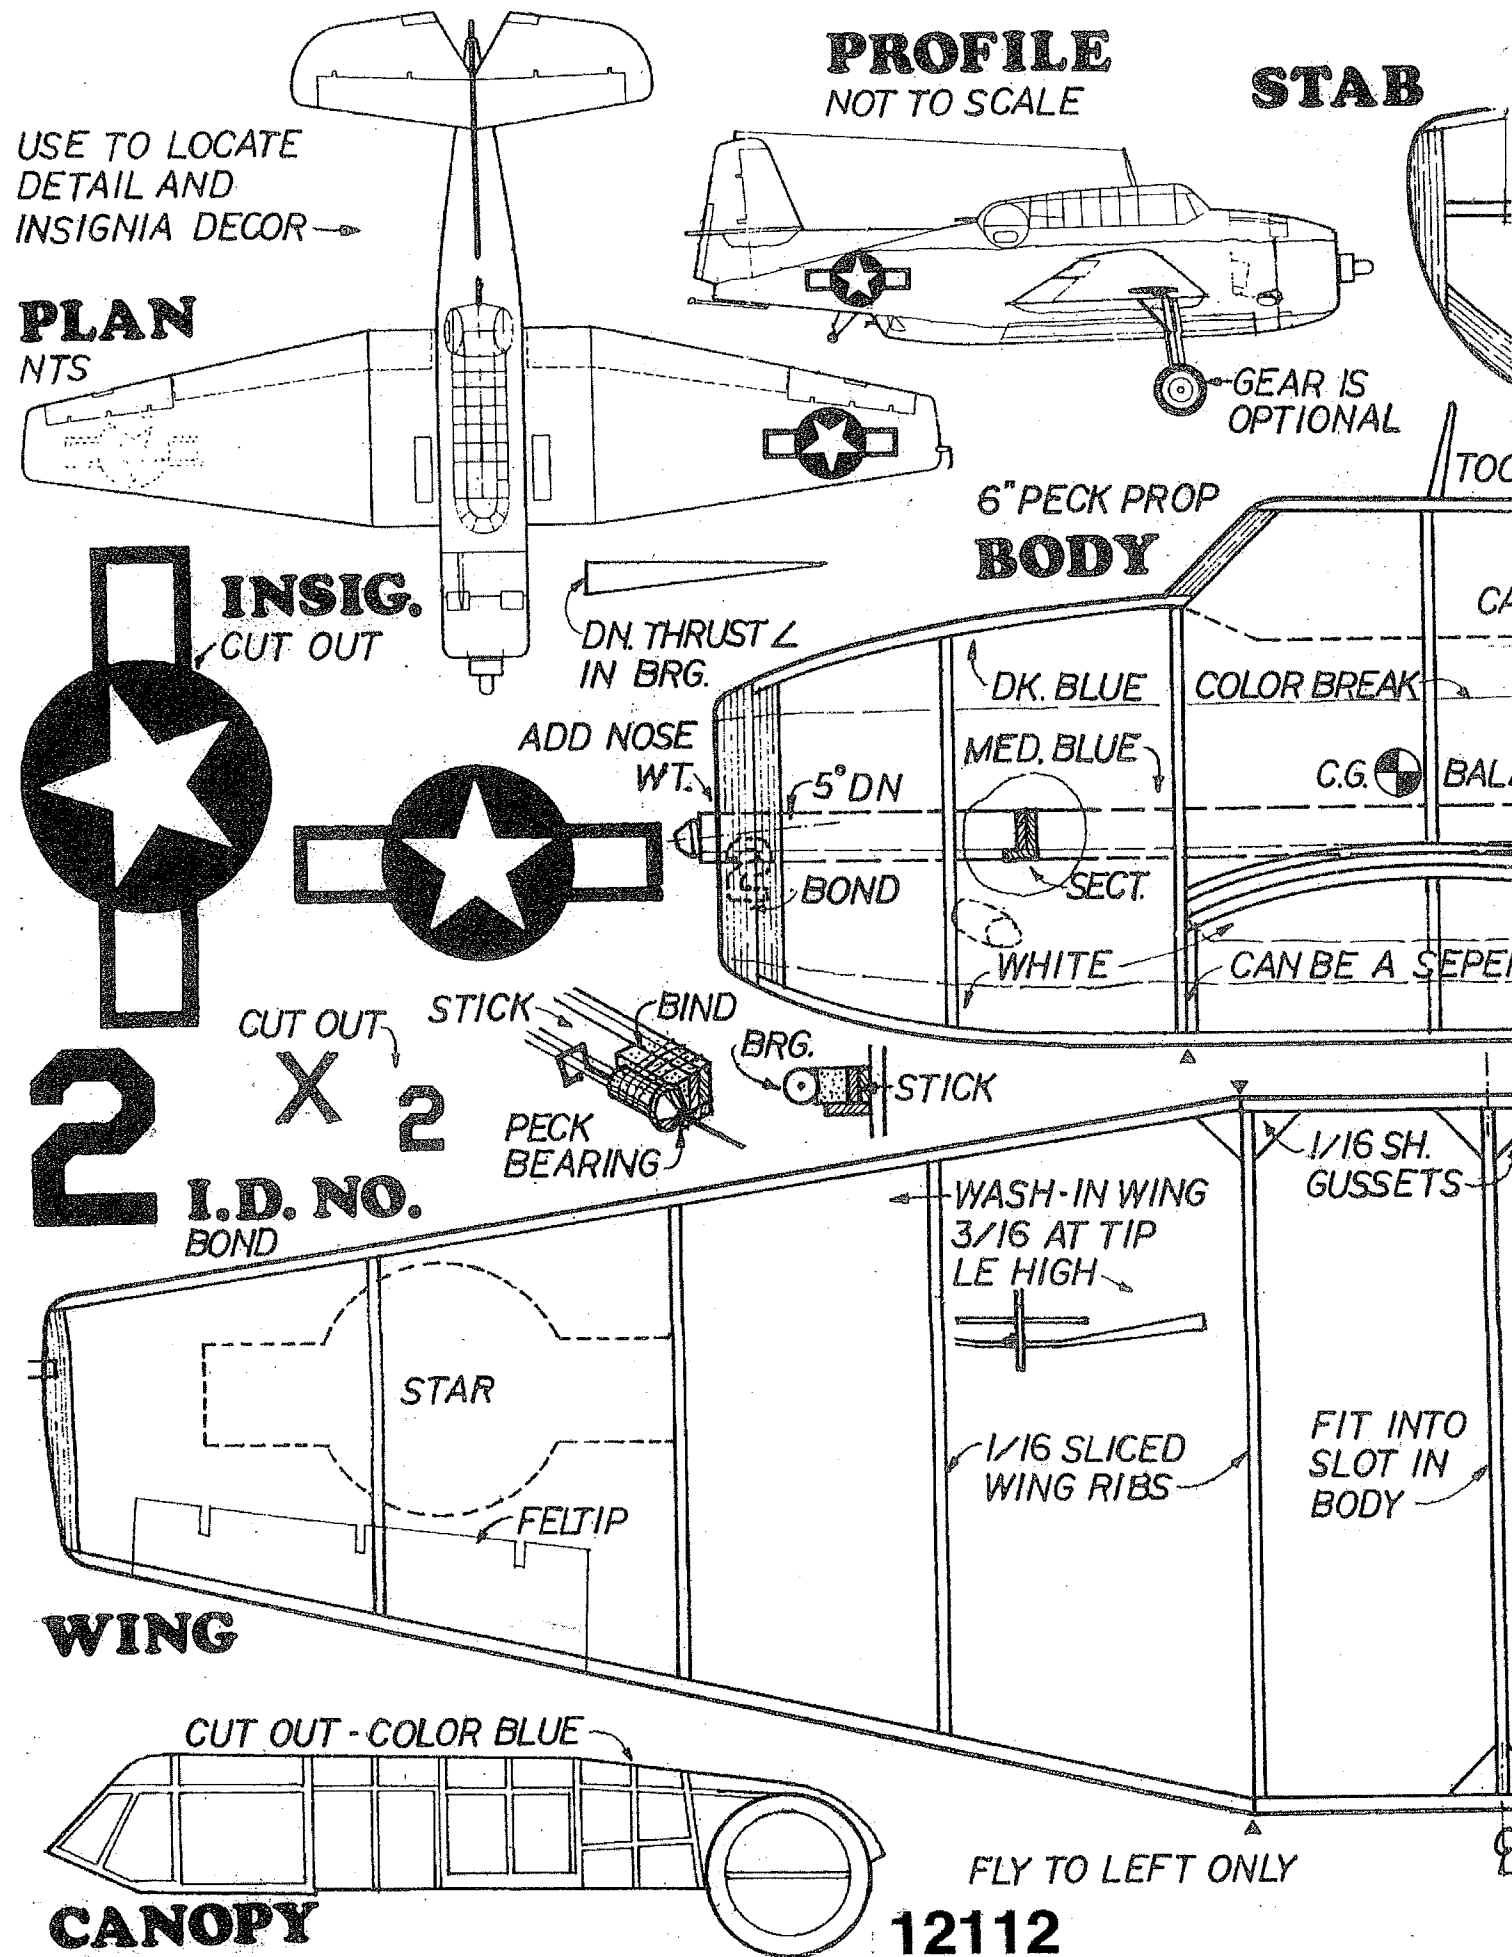 PROFILE
NOT TO SCALE
STAB
USE TO LOCATE
DETAIL AND
INSIGNIA DECOR
PLAN
NTS
GEAR IS
OPTIONAL
6" PECK PROP
BODY
INSIG.
CUT OUT
DN. THRUST ∠
IN BRG.
DK. BLUE
COLOR BREAK
ADD NOSE
WT.
5° DN
MED. BLUE
C.G.
BOND
SECT.
WHITE
CAN BE A
STICK
BIND
BRG.
STICK
PECK
BEARING
CUT OUT
2
X
2
I.D. NO.
BOND
1/16 SH.
GUSSETS
WASH-IN WING
3/16 AT TIP
LE HIGH
STAR
1/16 SLICED
WING RIBS
FIT INTO
SLOT IN
BODY
FELTIP
WING
CUT OUT - COLOR BLUE
CANOPY
FLY TO LEFT ONLY
12112